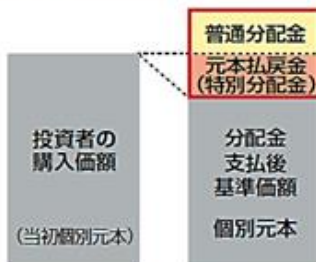 普通分配金
元本払戻金
(特別分配金)
投資者の
購入価額
(当初個別元本)
分配金
支払後
基準価額
個別元本